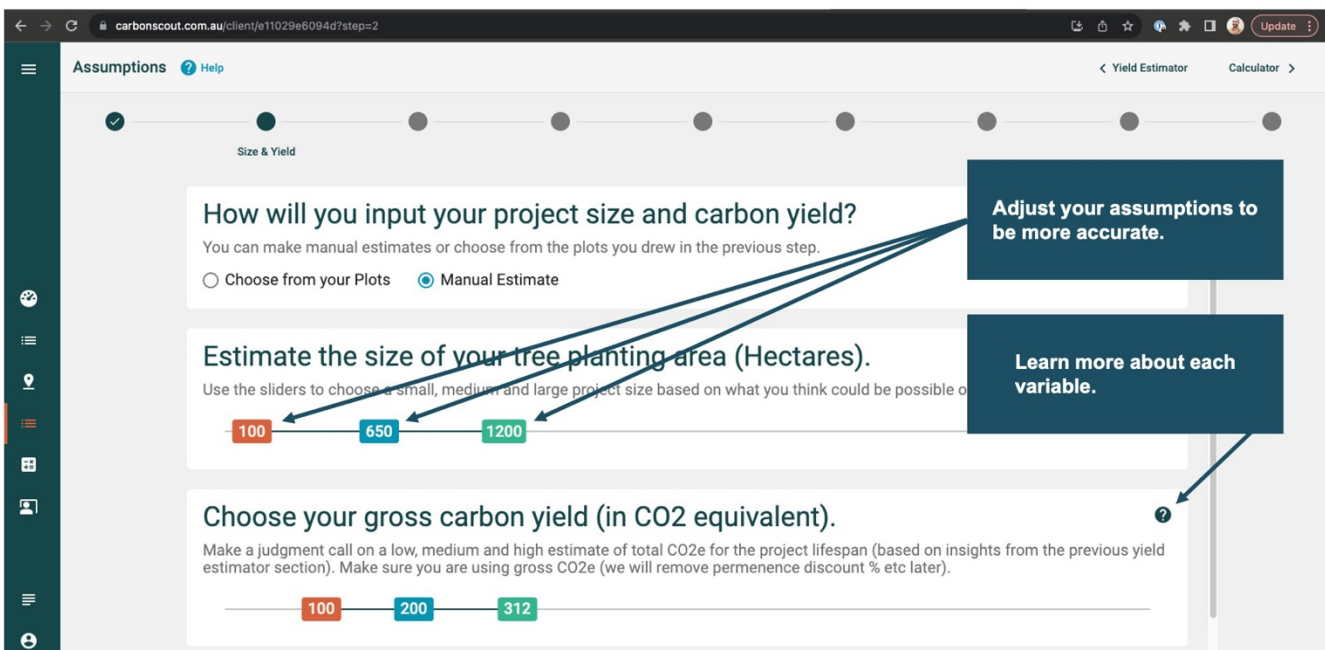 carbonscout.com.au/client/e11029e6094d?step=2
Update
Assumptions
? Help
Yield Estimator
Calculator
Size & Yield
How will you input your project size and carbon yield?
You can make manual estimates or choose from the plots you drew in the previous step.
Choose from your Plots
Manual Estimate
Adjust your assumptions to
be more accurate.
Estimate the size of your tree planting area (Hectares).
Use the sliders to choose a small, medium and large project size based on what you think could be possible o
100
650
1200
Learn more about each
variable.
Choose your gross carbon yield (in CO2 equivalent).
?
Make a judgment call on a low, medium and high estimate of total CO2e for the project lifespan (based on insights from the previous yield
estimator section). Make sure you are using gross CO2e (we will remove permenence discount % etc later).
100
200
312